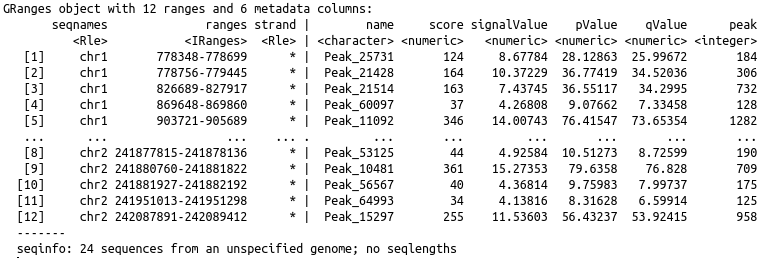 GRanges object with 12 ranges and 6 metadata columns:
seqnames ranges strand | name score signalValue pValue qValue peak
<Rle> <IRanges> <Rle> | <character> <numeric> <numeric> <numeric> <numeric> <integer>
[1] chr1 778348-778699 * | Peak_25731 124 8.67784 28.12863 25.99672 184
[2] chr1 778756-779445 * | Peak_21428 164 10.37229 36.77419 34.52036 306
[3] chr1 826689-827917 * | Peak_21514 163 7.43745 36.55117 34.2995 732
[4] chr1 869648-869860 * | Peak_60097 37 4.26808 9.07662 7.33458 128
[5] chr1 903721-905689 * | Peak_11092 346 14.00743 76.41547 73.65354 1282
... ... ... ... . ... ... ... ... ... ...
[8] chr2 241877815-241878136 * | Peak_53125 44 4.92584 10.51273 8.72599 190
[9] chr2 241880760-241881822 * | Peak_10481 361 15.27353 79.6358 76.828 709
[10] chr2 241881927-241882192 * | Peak_56567 40 4.36814 9.75983 7.99737 175
[11] chr2 241951013-241951298 * | Peak_64993 34 4.13816 8.31628 6.59914 125
[12] chr2 242087891-242089412 * | Peak_15297 255 11.53603 56.43237 53.92415 958
-------
seqinfo: 24 sequences from an unspecified genome; no seqlengths